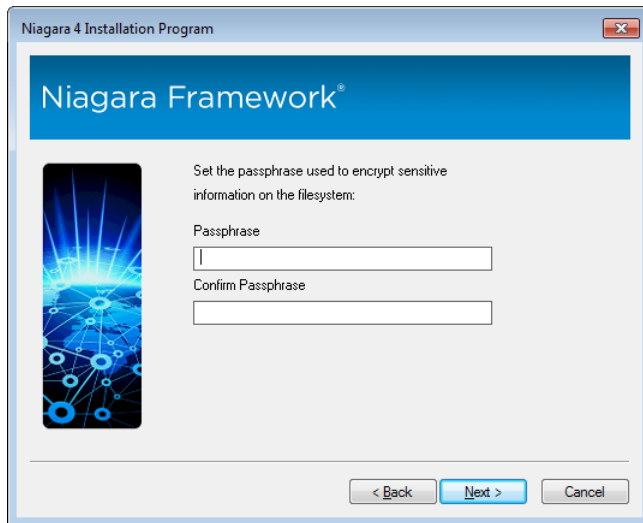 Niagara 4 Installation Program
Niagara Framework®
Set the passphrase used to encrypt sensitive
information on the filesystem:
Passphrase
Confirm Passphrase
< Back
Next >
Cancel